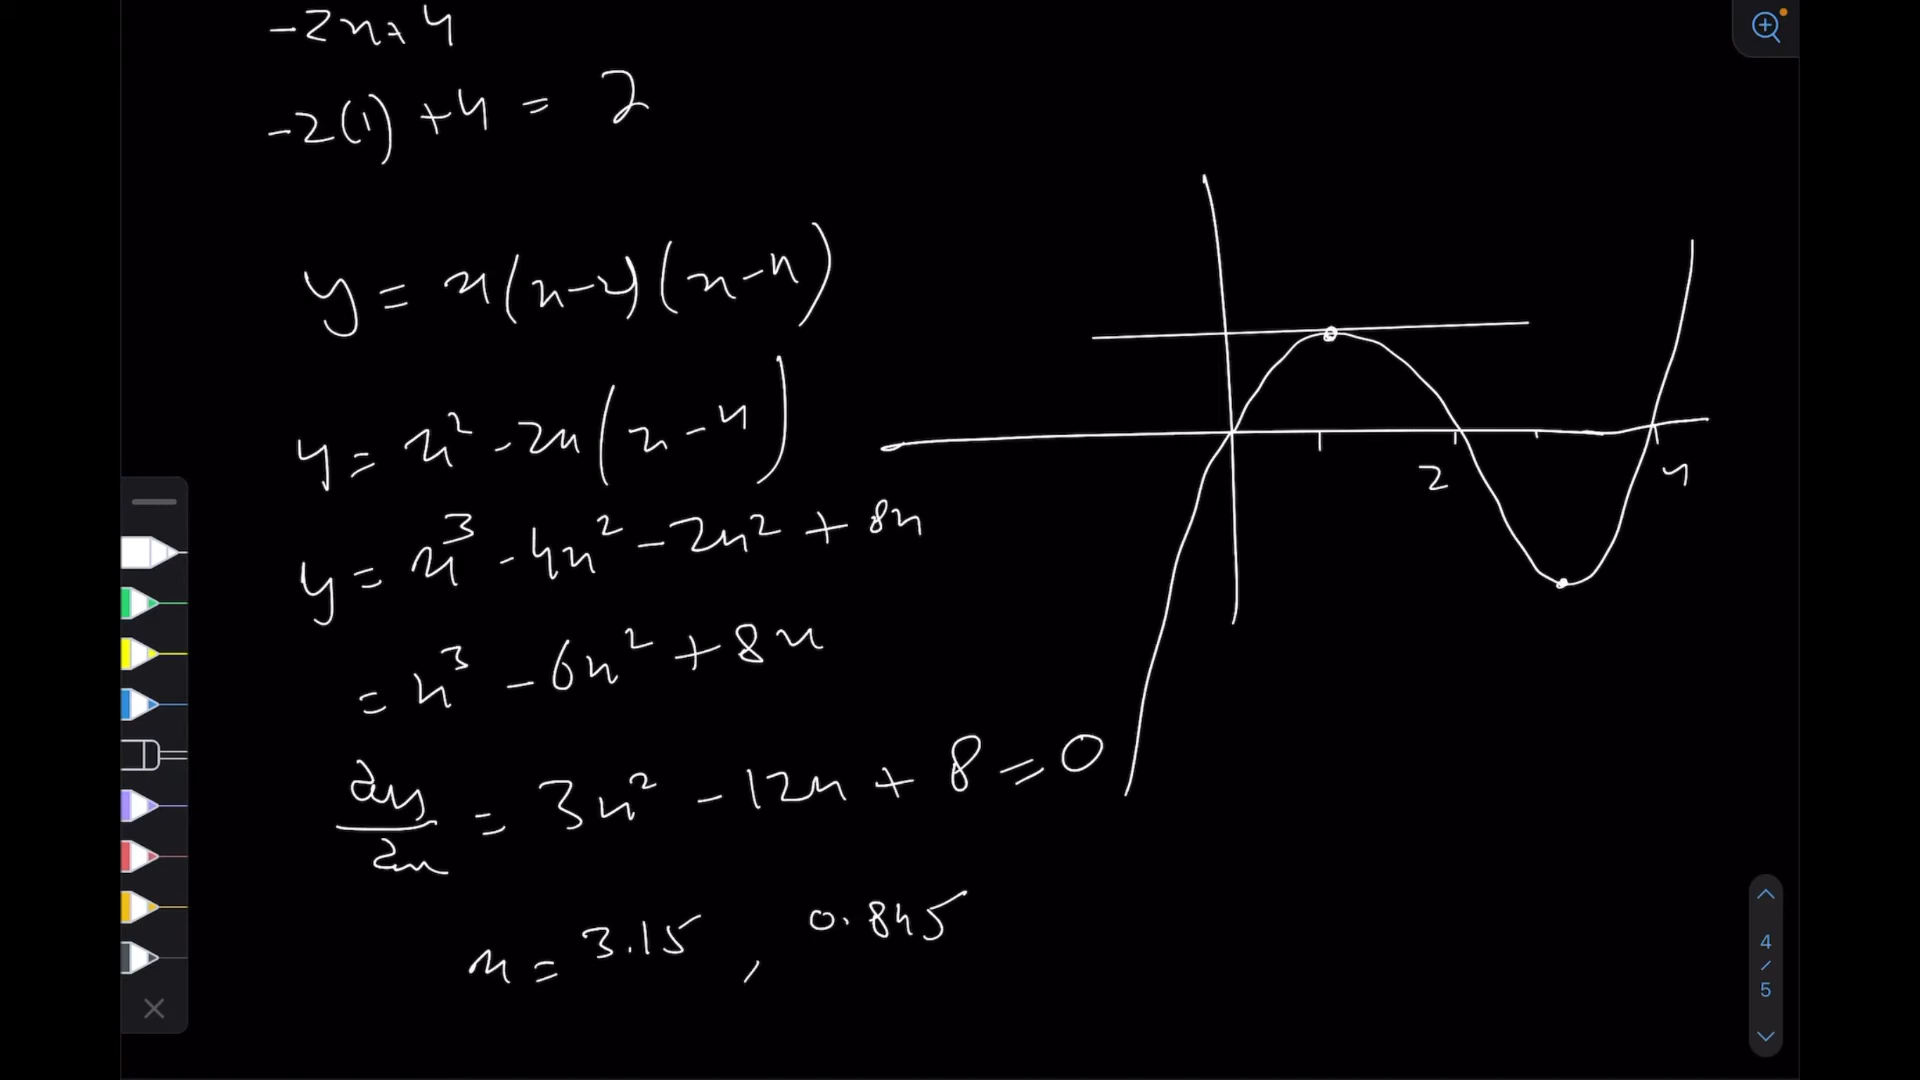 -2x+4
-2(1)+4 = 2
y = x(x-2)(x-4)
y = x² - 2x(x-4)
y = x³ - 4x² - 2x² + 8x
= x³ - 6x² + 8x
dy/dx = 3x² - 12x + 8 = 0
x = 3.15 , 0.845
2
4
4
/
5